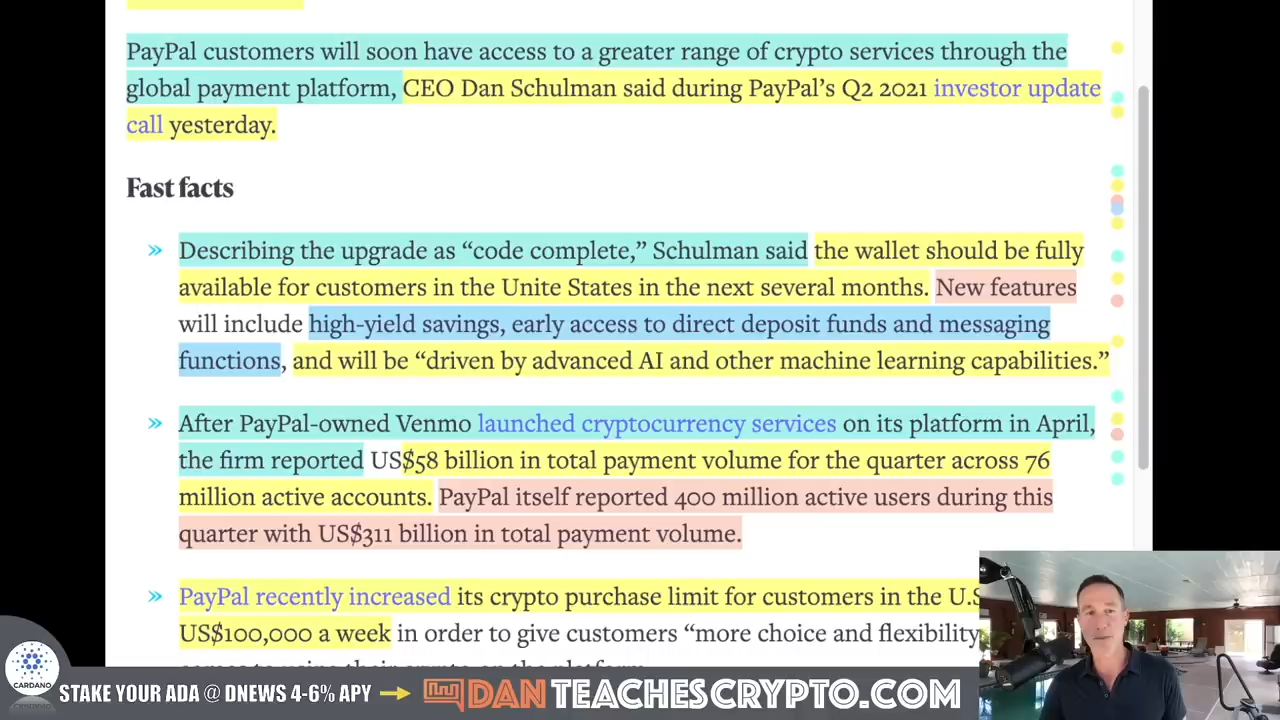 PayPal customers will soon have access to a greater range of crypto services through the
global payment platform, CEO Dan Schulman said during PayPal's Q2 2021 investor update
call yesterday.
Fast facts
» Describing the upgrade as “code complete,” Schulman said the wallet should be fully
available for customers in the Unite States in the next several months. New features
will include high-yield savings, early access to direct deposit funds and messaging
functions, and will be “driven by advanced AI and other machine learning capabilities.”
» After PayPal-owned Venmo launched cryptocurrency services on its platform in April,
the firm reported US$58 billion in total payment volume for the quarter across 76
million active accounts. PayPal itself reported 400 million active users during this
quarter with US$311 billion in total payment volume.
» PayPal recently increased its crypto purchase limit for customers in the U.S
US$100,000 a week in order to give customers “more choice and flexibility
CARDANO
STAKE YOUR ADA @ DNEWS 4-6% APY
DAN TEACHESCRYPTO.COM